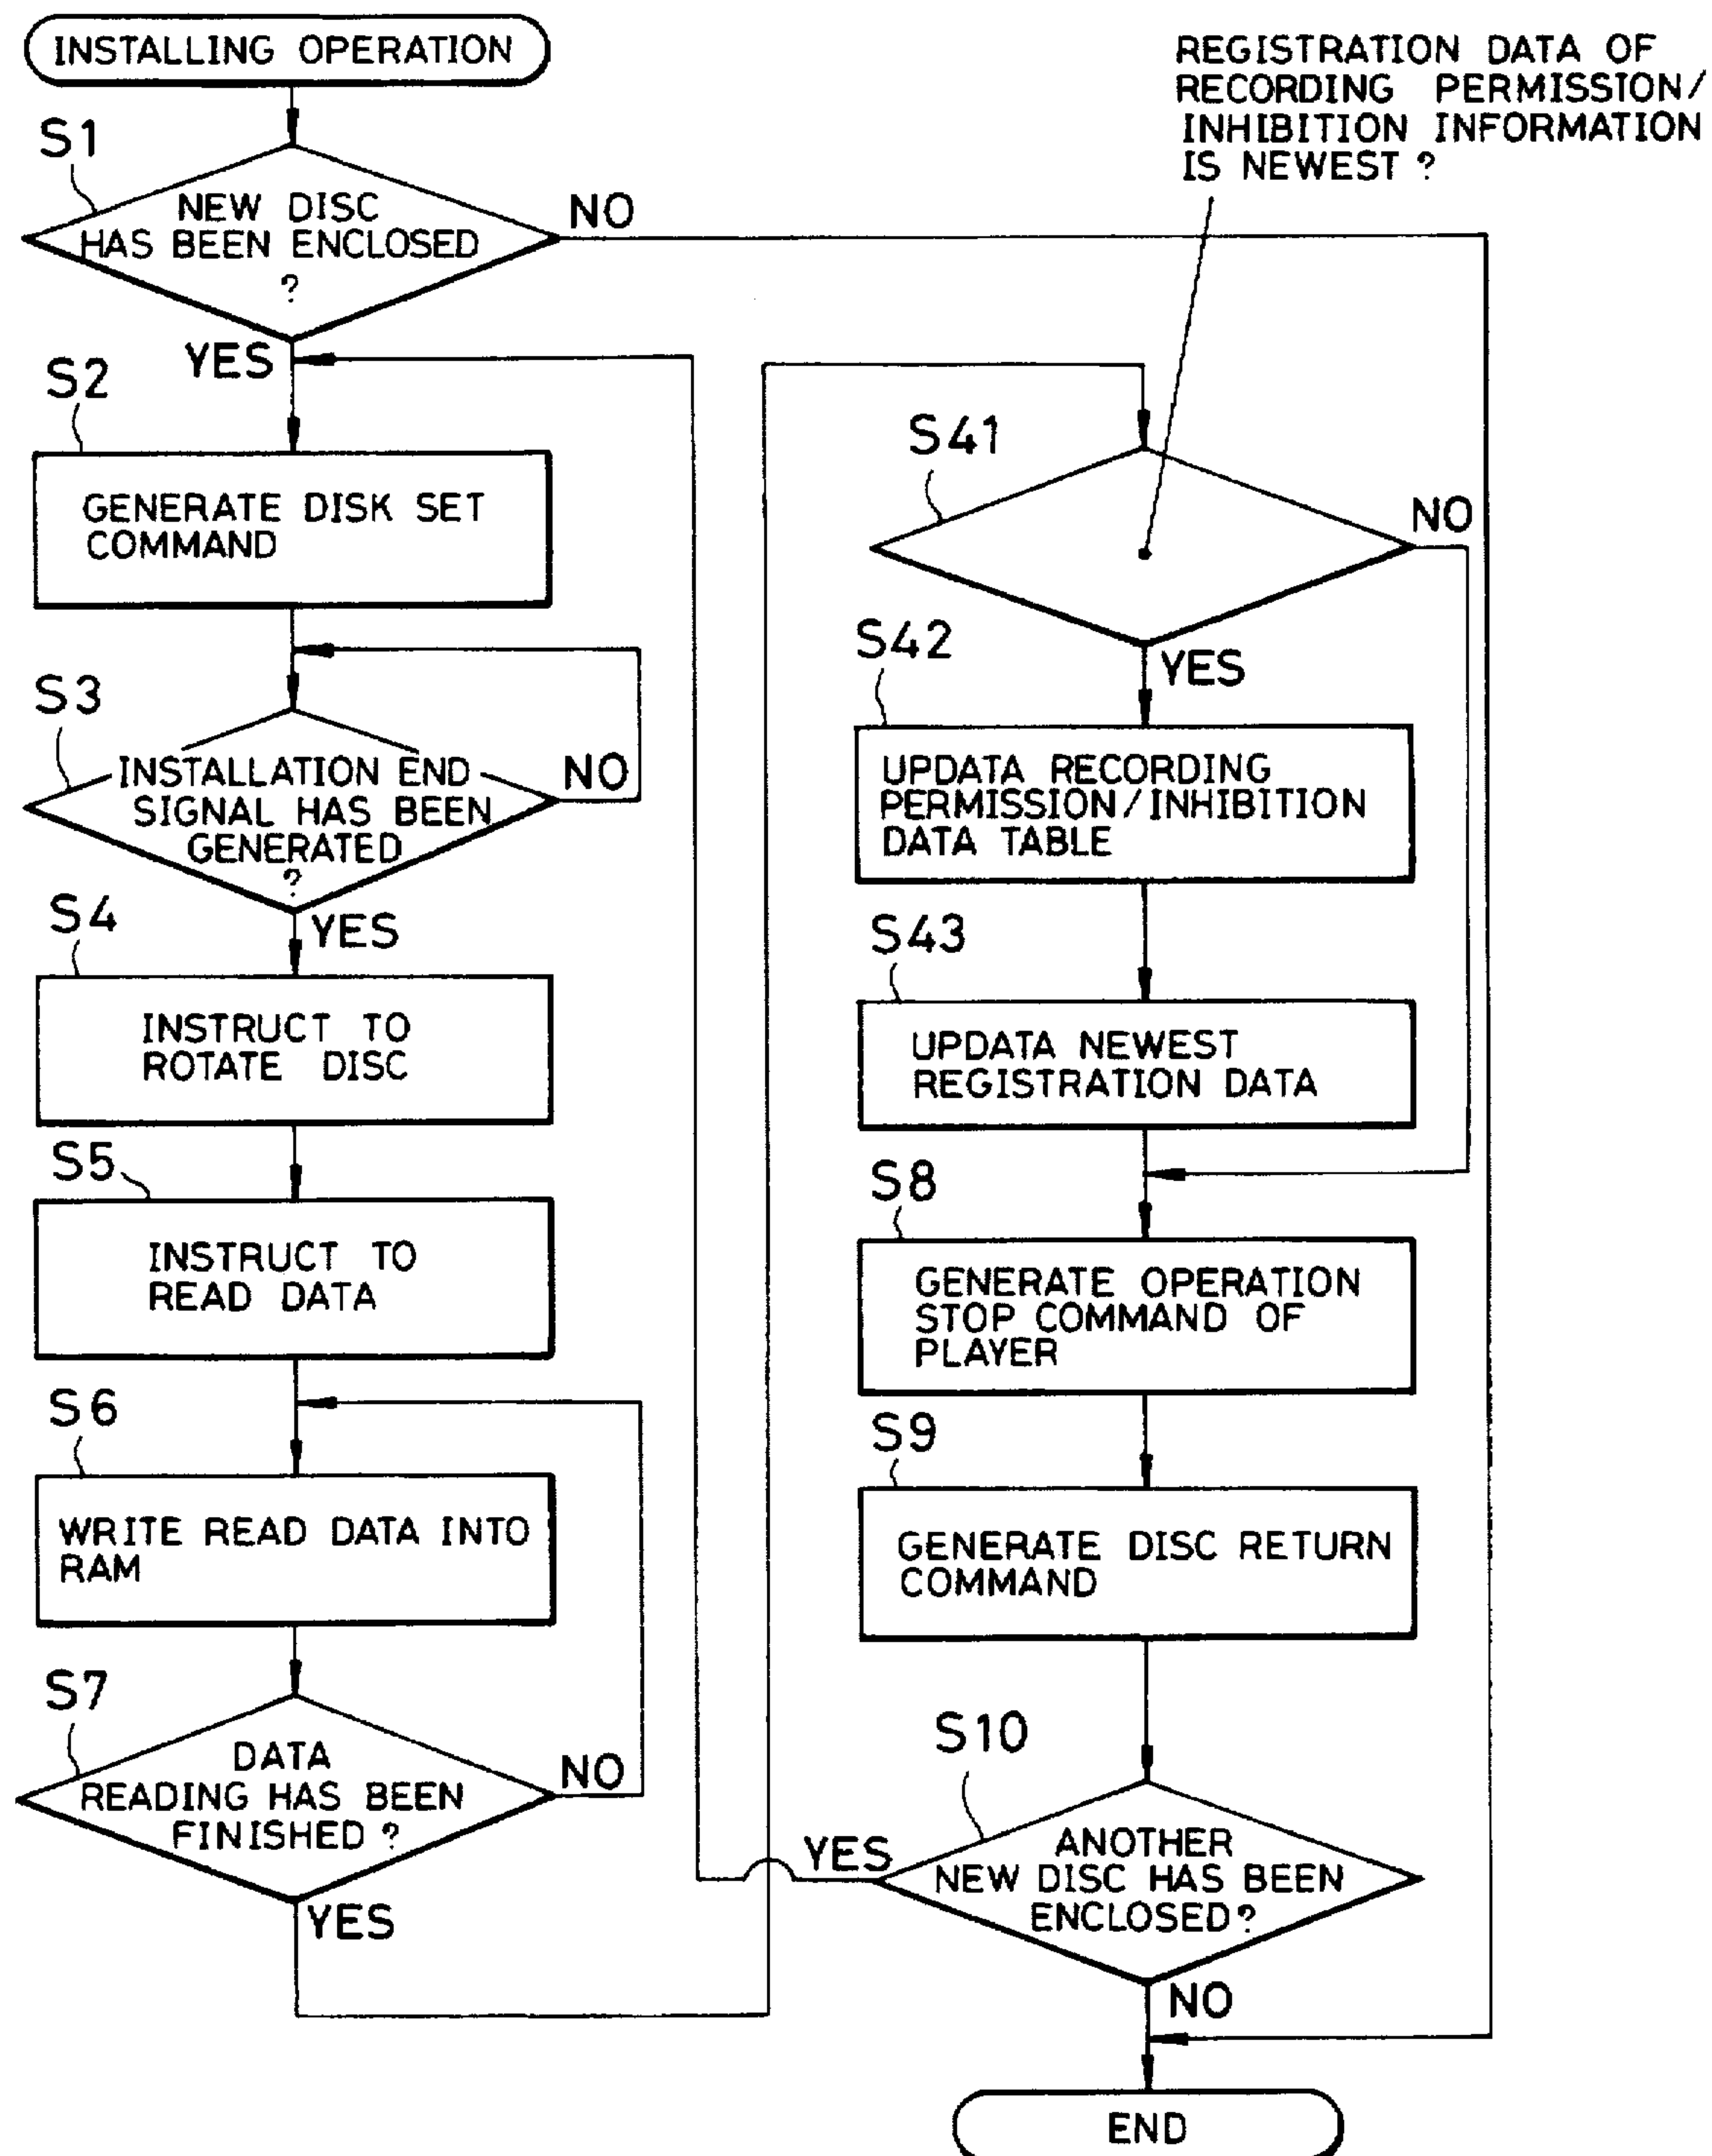 INSTALLING OPERATION
S1
NEW DISC
HAS BEEN ENCLOSED
?
NO
YES
S2
GENERATE DISK SET
COMMAND
S3
INSTALLATION END
SIGNAL HAS BEEN
GENERATED
?
NO
YES
S4
INSTRUCT TO
ROTATE DISC
S5
INSTRUCT TO
READ DATA
S6
WRITE READ DATA INTO
RAM
S7
DATA
READING HAS BEEN
FINISHED ?
NO
YES
REGISTRATION DATA OF
RECORDING PERMISSION/
INHIBITION INFORMATION
IS NEWEST ?
S41
NO
YES
S42
UPDATA RECORDING
PERMISSION/INHIBITION
DATA TABLE
S43
UPDATA NEWEST
REGISTRATION DATA
S8
GENERATE OPERATION
STOP COMMAND OF
PLAYER
S9
GENERATE DISC RETURN
COMMAND
S10
ANOTHER
NEW DISC HAS BEEN
ENCLOSED ?
YES
NO
END